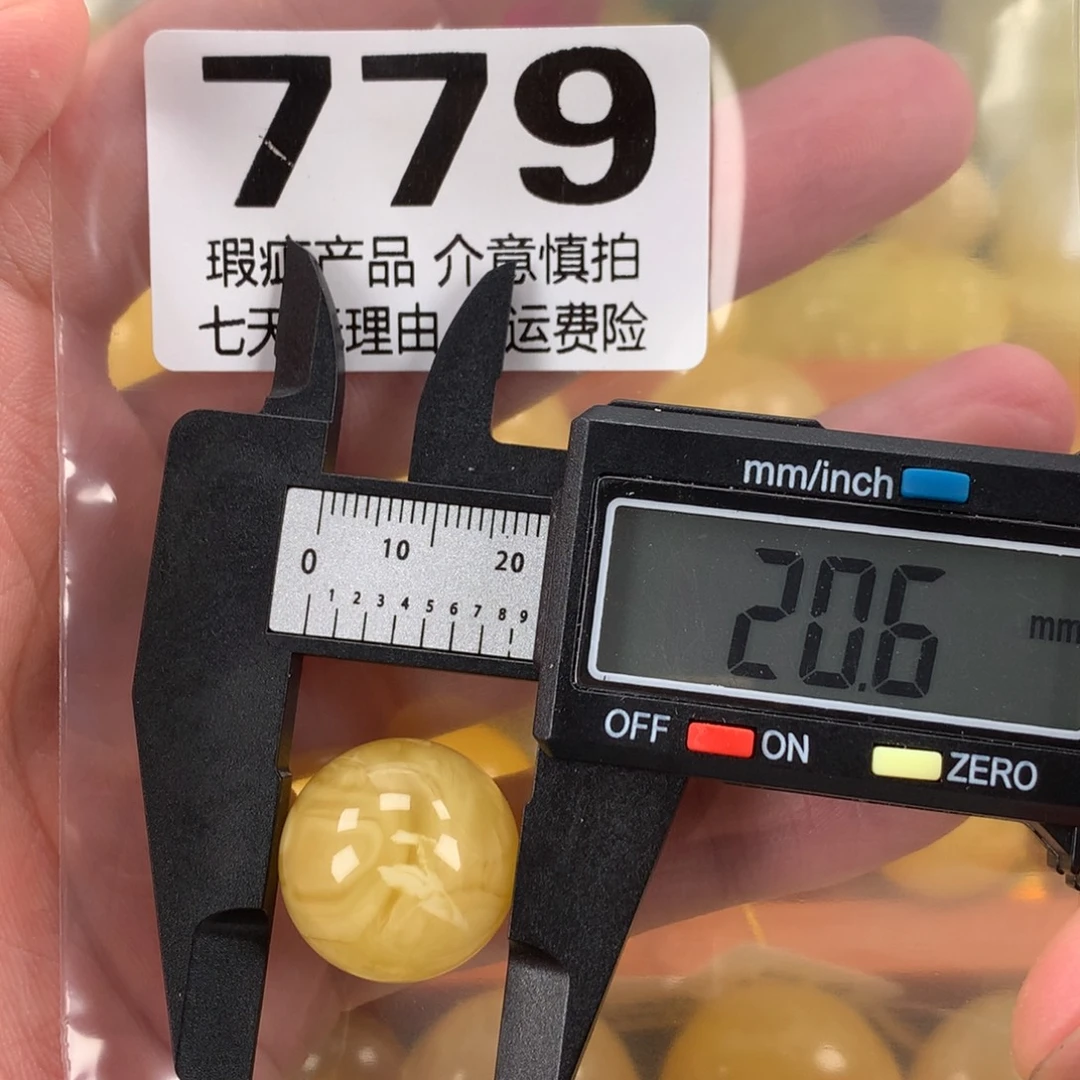 779
瑕疵产品 介意慎拍
七天 理由 运费险
mm/inch
0 10 20
1 2 3 4 5 6 7 8 9
20.6
mm
OFF ON ZERO